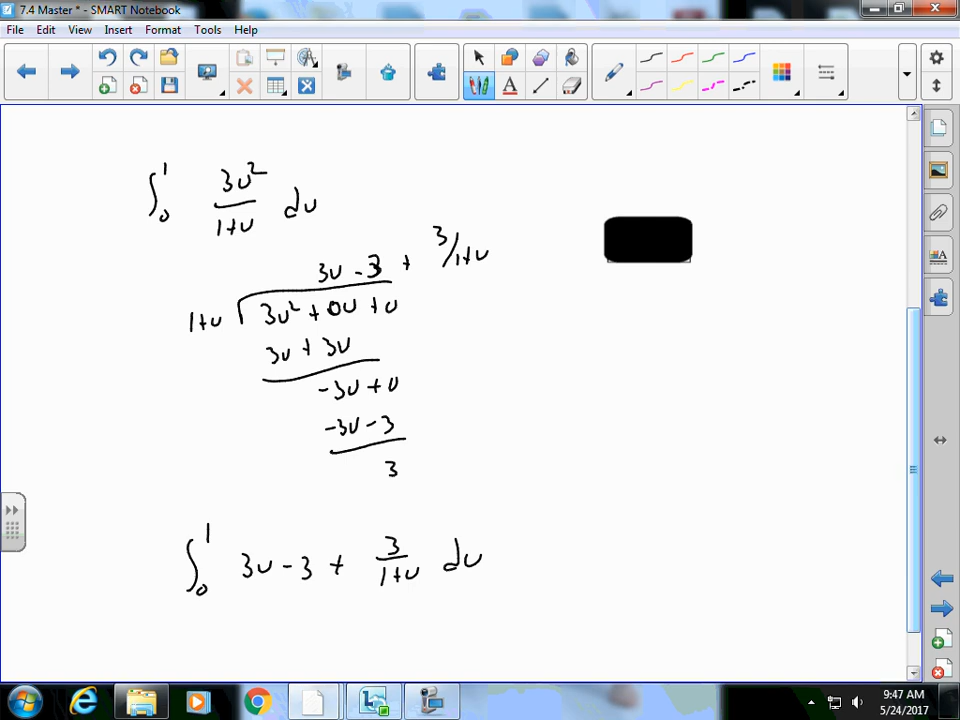 7.4 Master * - SMART Notebook
File Edit View Insert Format Tools Help
∫₀¹ 3u²/(1+u) du
3u - 3 + 3/1+u
1+u 3u² + 0u + 0
3u + 3u
-3u + 0
-3u - 3
3
∫₀¹ 3u - 3 + 3/(1+u) du
9:47 AM
5/24/2017